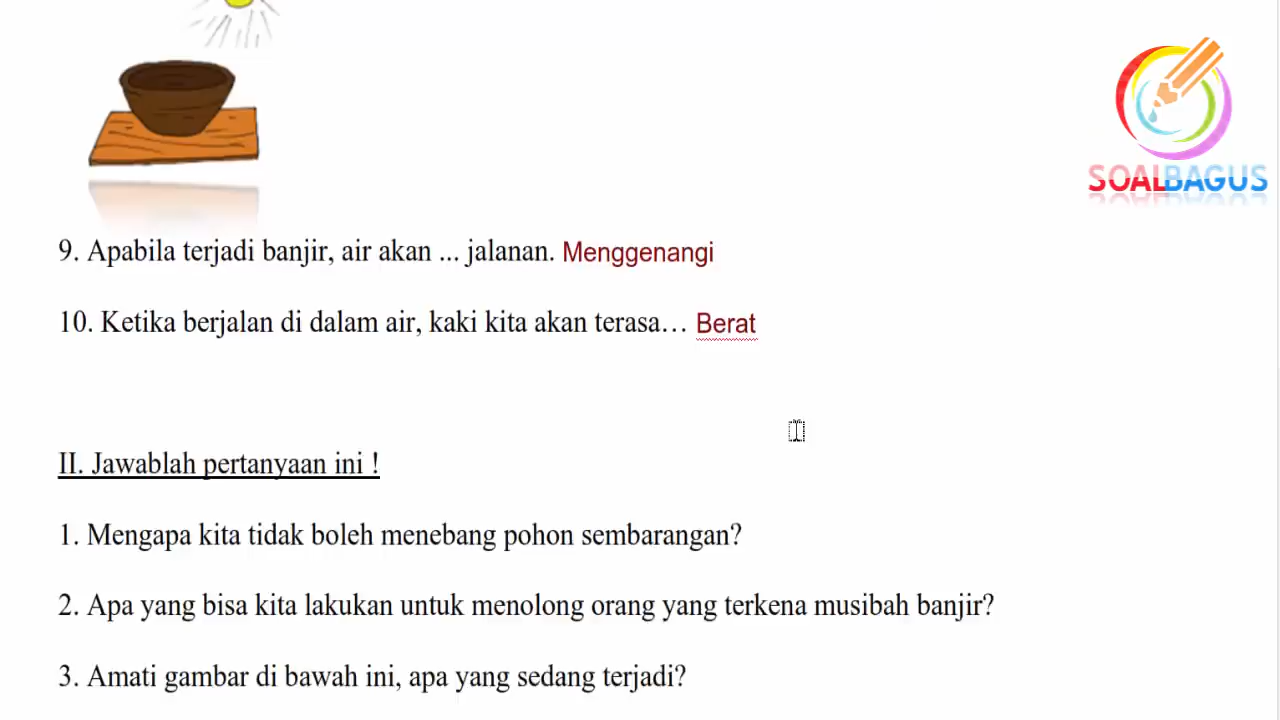 SOALBAGUS
9. Apabila terjadi banjir, air akan ... jalanan. Menggenangi
10. Ketika berjalan di dalam air, kaki kita akan terasa… Berat
II. Jawablah pertanyaan ini !
1. Mengapa kita tidak boleh menebang pohon sembarangan?
2. Apa yang bisa kita lakukan untuk menolong orang yang terkena musibah banjir?
3. Amati gambar di bawah ini, apa yang sedang terjadi?